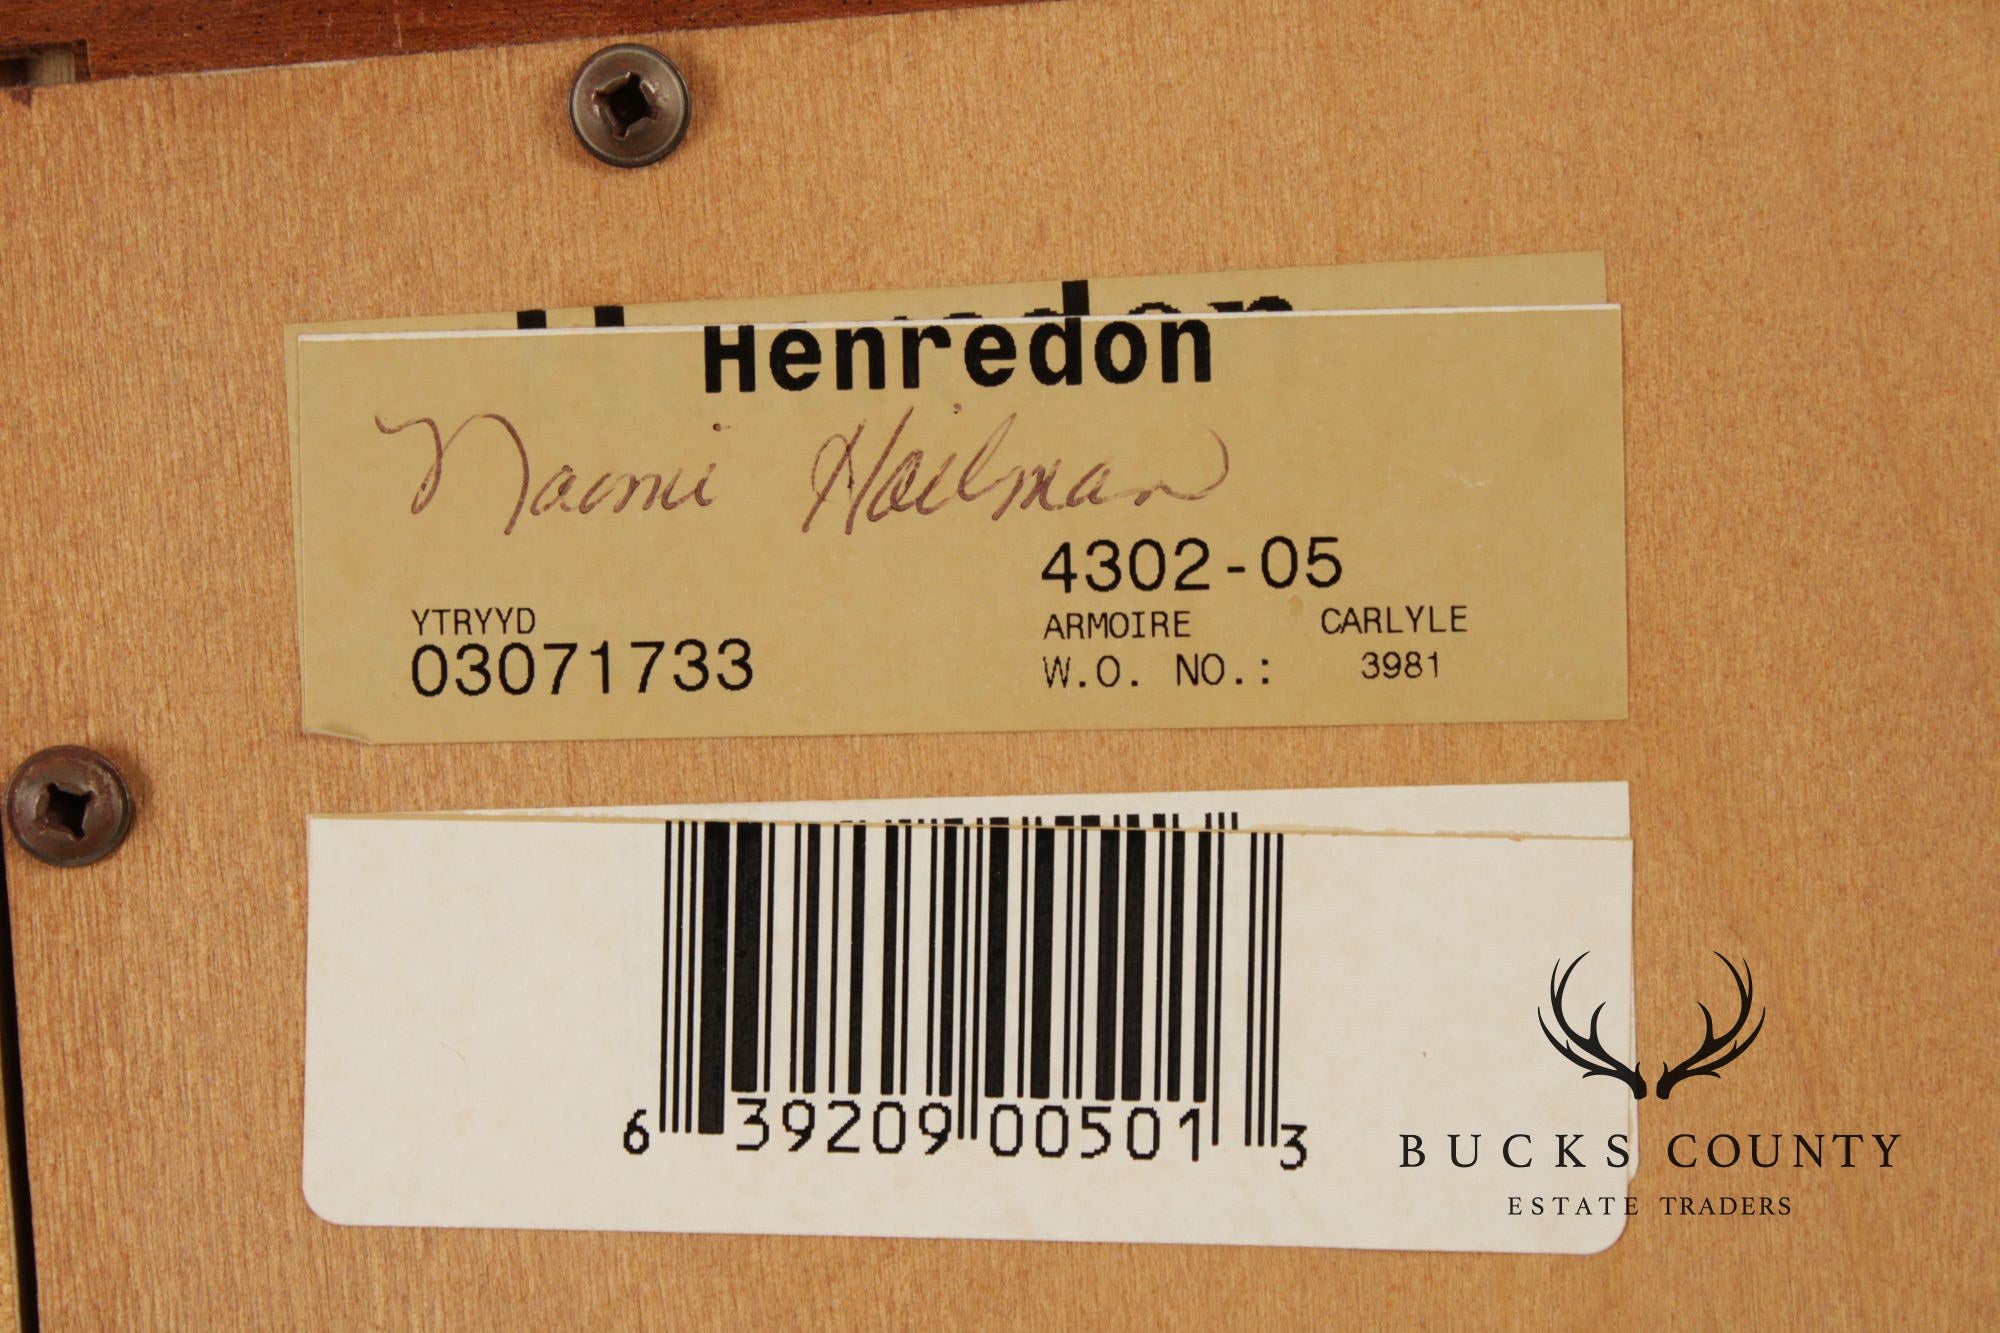 Henredon
Henredon
Naomi Hailman
4302-05
YTRYYD ARMOIRE CARLYLE
03071733 W.O. NO.: 3981
6 39209 00501 3
BUCKS COUNTY
ESTATE TRADERS